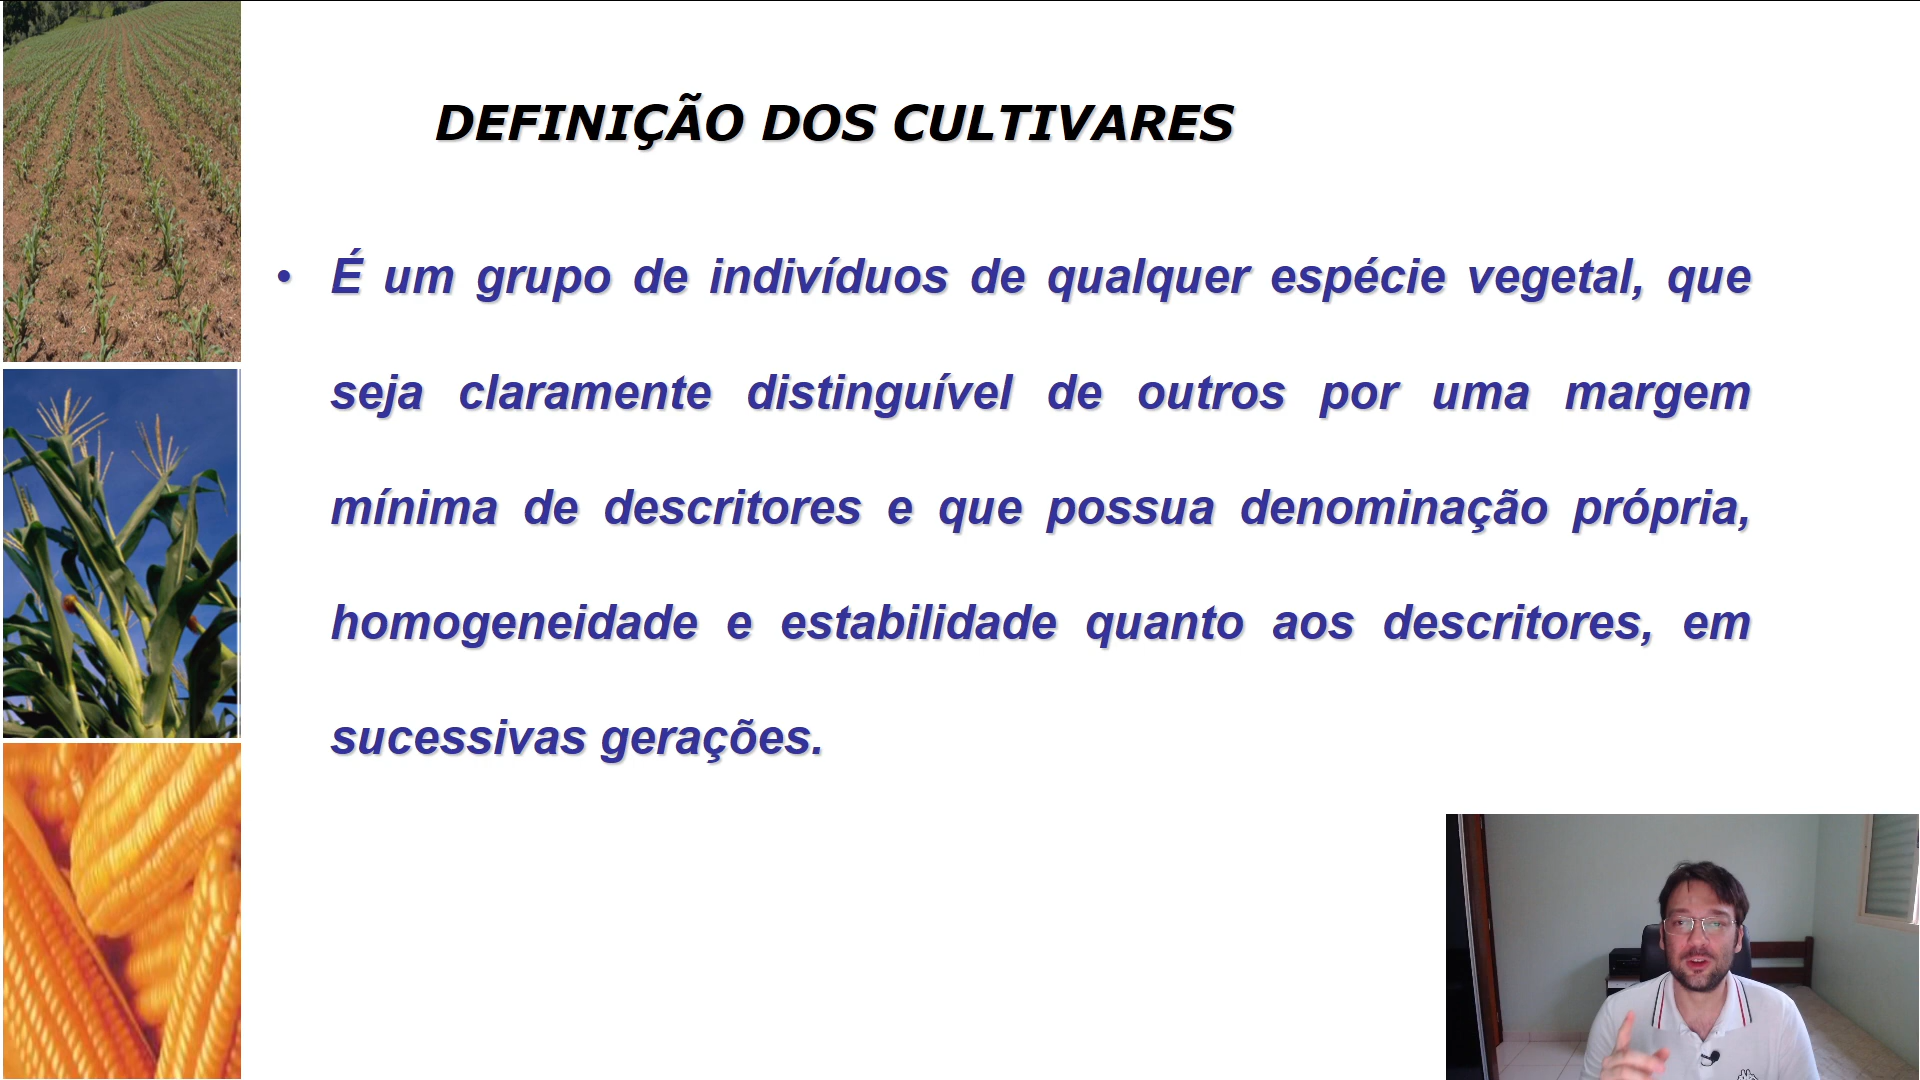 DEFINIÇÃO DOS CULTIVARES
• É um grupo de indivíduos de qualquer espécie vegetal, que
seja claramente distinguível de outros por uma margem
mínima de descritores e que possua denominação própria,
homogeneidade e estabilidade quanto aos descritores, em
sucessivas gerações.